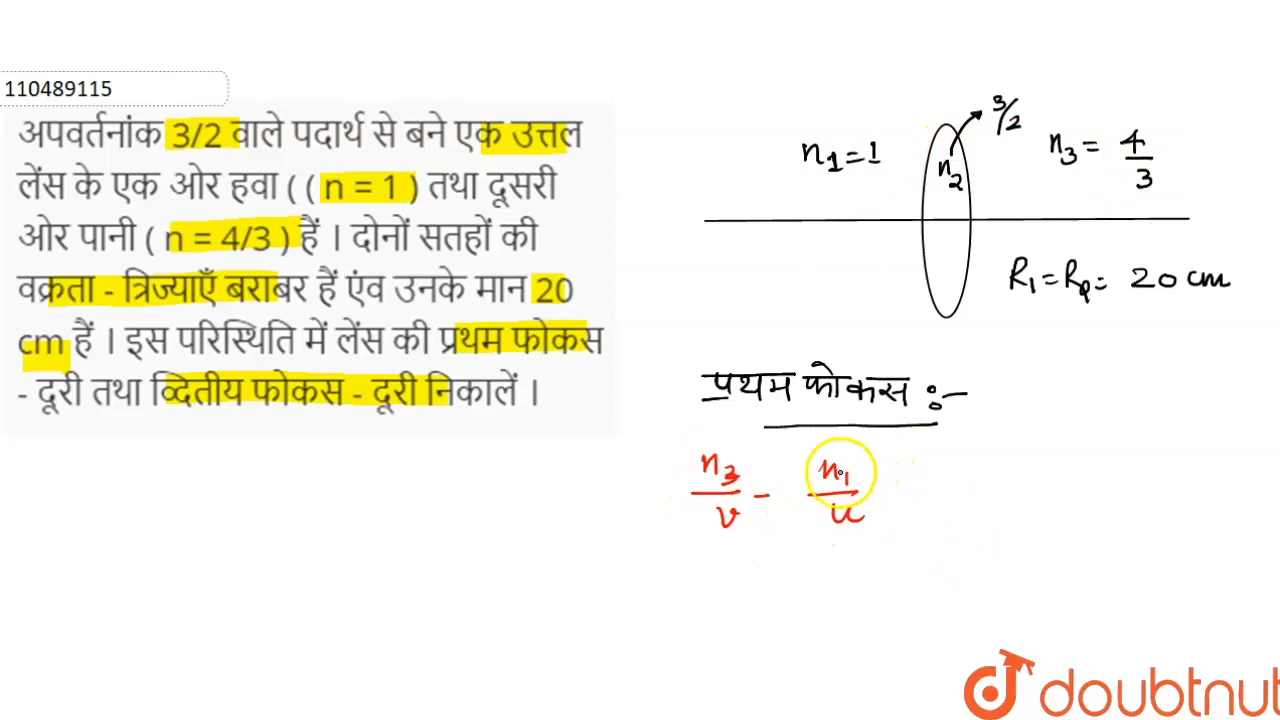 110489115
अपवर्तनांक 3/2 वाले पदार्थ से बने एक उत्तल
लेंस के एक ओर हवा ( ( n = 1 ) तथा दूसरी
ओर पानी ( n = 4/3 ) हैं । दोनों सतहों की
वक्रता - त्रिज्याएँ बराबर हैं एंव उनके मान 20
cm हैं । इस परिस्थिति में लेंस की प्रथम फोकस
- दूरी तथा व्दितीय फोकस - दूरी निकालें ।
n₁ = 1
n₂
3/2
n₃ = 4/3
R₁ = R₂ = 20 cm
प्रथम फोकस :-
n₃/v - n₁/u
doubtnut